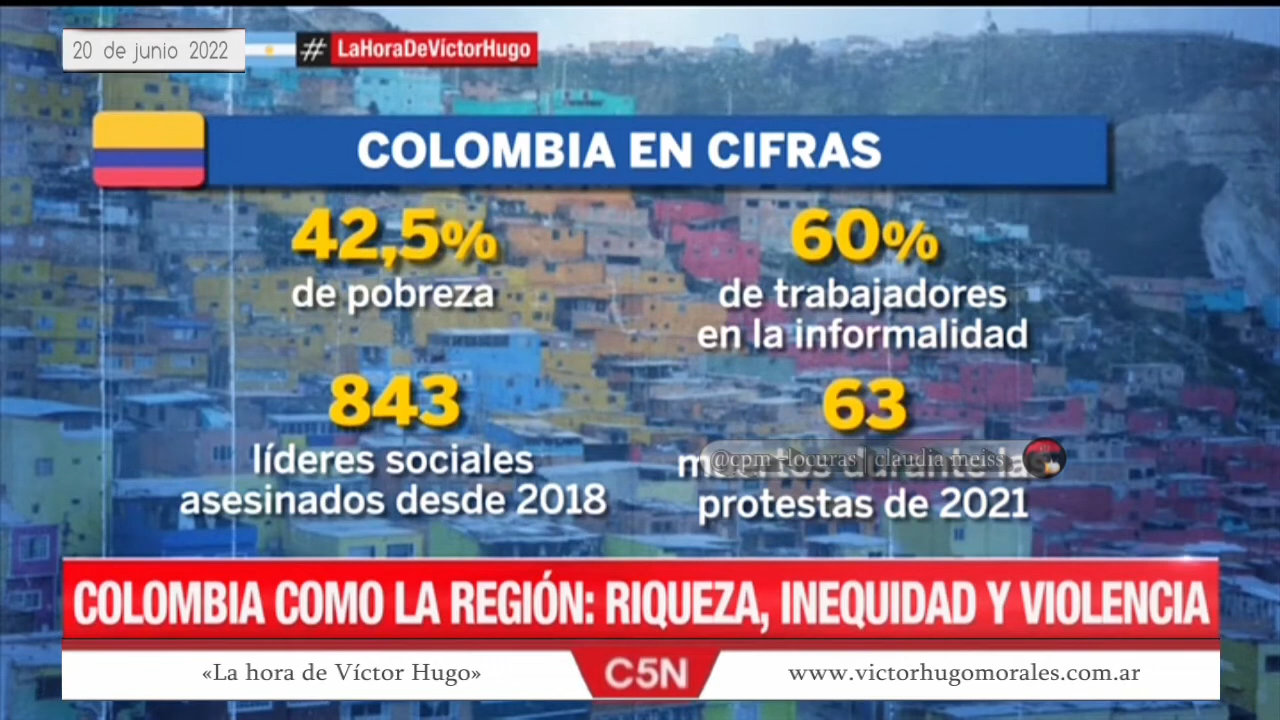 20 de junio 2022
# LaHoraDeVíctorHugo
COLOMBIA EN CIFRAS
42,5%
de pobreza
60%
de trabajadores
en la informalidad
843
líderes sociales
asesinados desde 2018
63
@cpm-locuras | claudia meiss
protestas de 2021
COLOMBIA COMO LA REGIÓN: RIQUEZA, INEQUIDAD Y VIOLENCIA
«La hora de Víctor Hugo»
C5N
www.victorhugomorales.com.ar